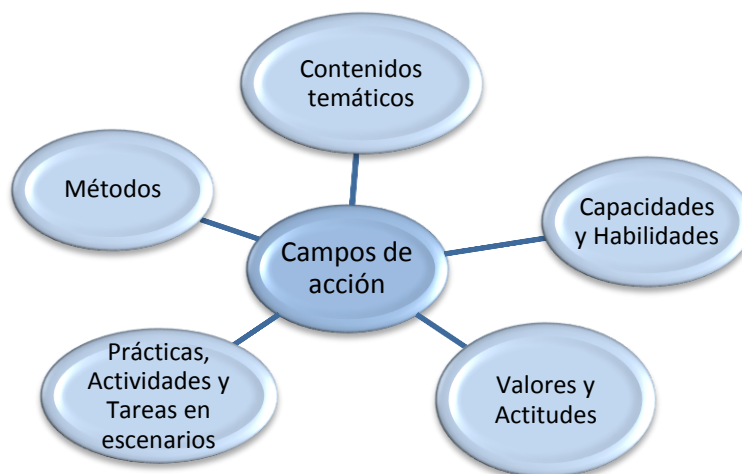 Contenidos
temáticos
Métodos
Capacidades
y Habilidades
Campos de
acción
Prácticas,
Actividades y
Tareas en
escenarios
Valores y
Actitudes